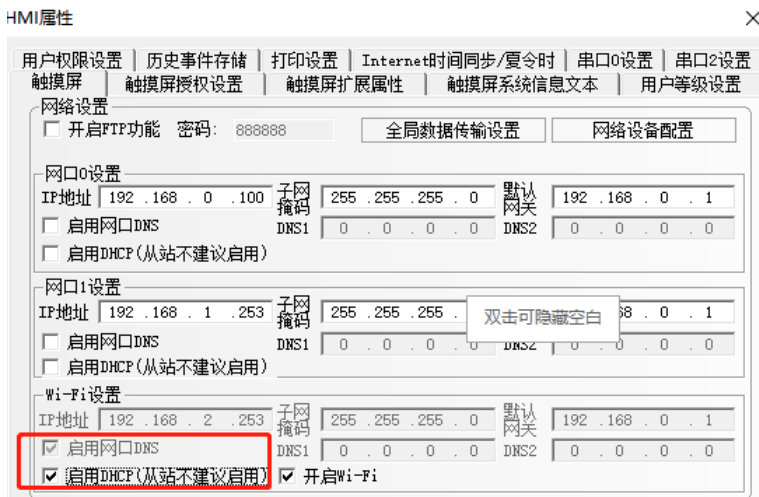 HMI属性
用户权限设置 历史事件存储 打印设置 Internet时间同步/夏令时 串口0设置 串口2设置
触摸屏 触摸屏授权设置 触摸屏扩展属性 触摸屏系统信息文本 用户等级设置
网络设置
开启FTP功能 密码: 888888 全局数据传输设置 网络设备配置
网口0设置
IP地址 192 .168 . 0 .100 子网掩码 255 .255 .255 . 0 默认网关 192 .168 . 0 . 1
启用网口DNS DNS1 0 . 0 . 0 . 0 DNS2 0 . 0 . 0 . 0
启用DHCP(从站不建议启用)
网口1设置
IP地址 192 .168 . 1 .253 子网掩码 255 .255 .255 . 双击可隐藏空白 . 0 . 1
启用网口DNS DNS1 0 . 0 . 0 . 0 DNS2 0 . 0 . 0 . 0
启用DHCP(从站不建议启用)
Wi-Fi设置
IP地址 192 .168 . 2 .253 子网掩码 255 .255 .255 . 0 默认网关 192 .168 . 0 . 1
启用网口DNS DNS1 0 . 0 . 0 . 0 DNS2 0 . 0 . 0 . 0
启用DHCP(从站不建议启用) 开启Wi-Fi